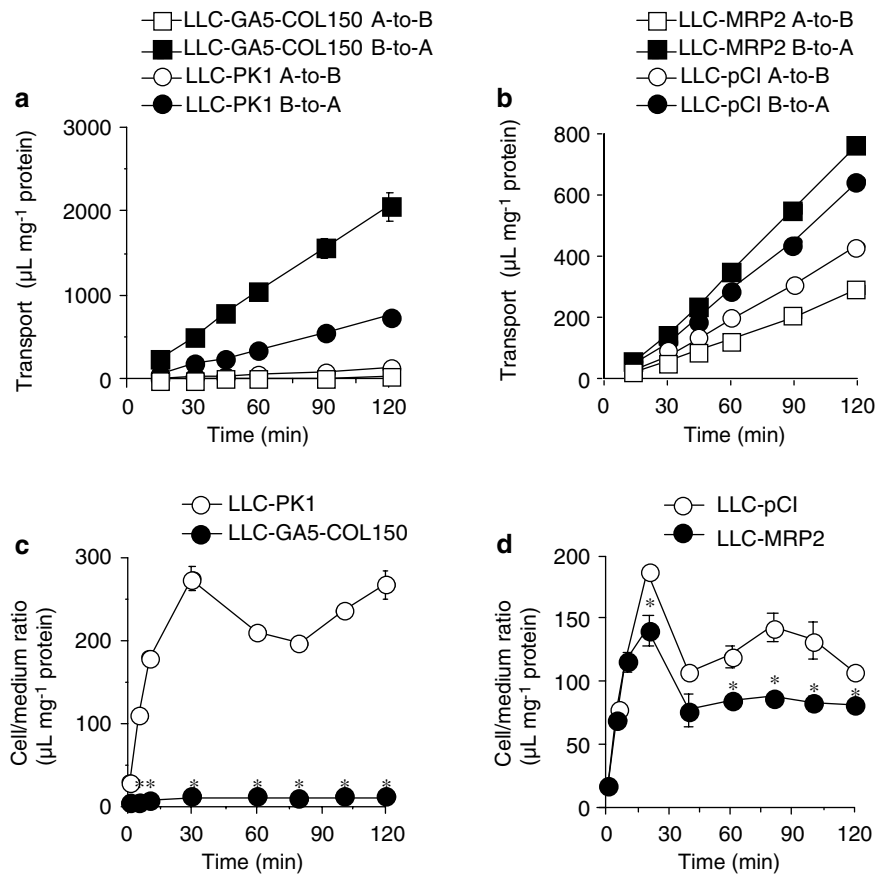 LLC-GA5-COL150 A-to-B
LLC-GA5-COL150 B-to-A
LLC-PK1 A-to-B
LLC-PK1 B-to-A
a
Transport (µL mg⁻¹ protein)
3000
2000
1000
0
0 30 60 90 120
Time (min)
LLC-MRP2 A-to-B
LLC-MRP2 B-to-A
LLC-pCI A-to-B
LLC-pCI B-to-A
b
Transport (µL mg⁻¹ protein)
800
600
400
200
0
0 30 60 90 120
Time (min)
LLC-PK1
LLC-GA5-COL150
c
Cell/medium ratio
(µL mg⁻¹ protein)
300
200
100
0
** * * * * *
0 30 60 90 120
Time (min)
LLC-pCI
LLC-MRP2
d
Cell/medium ratio
(µL mg⁻¹ protein)
200
150
100
50
0
* * * * *
0 30 60 90 120
Time (min)